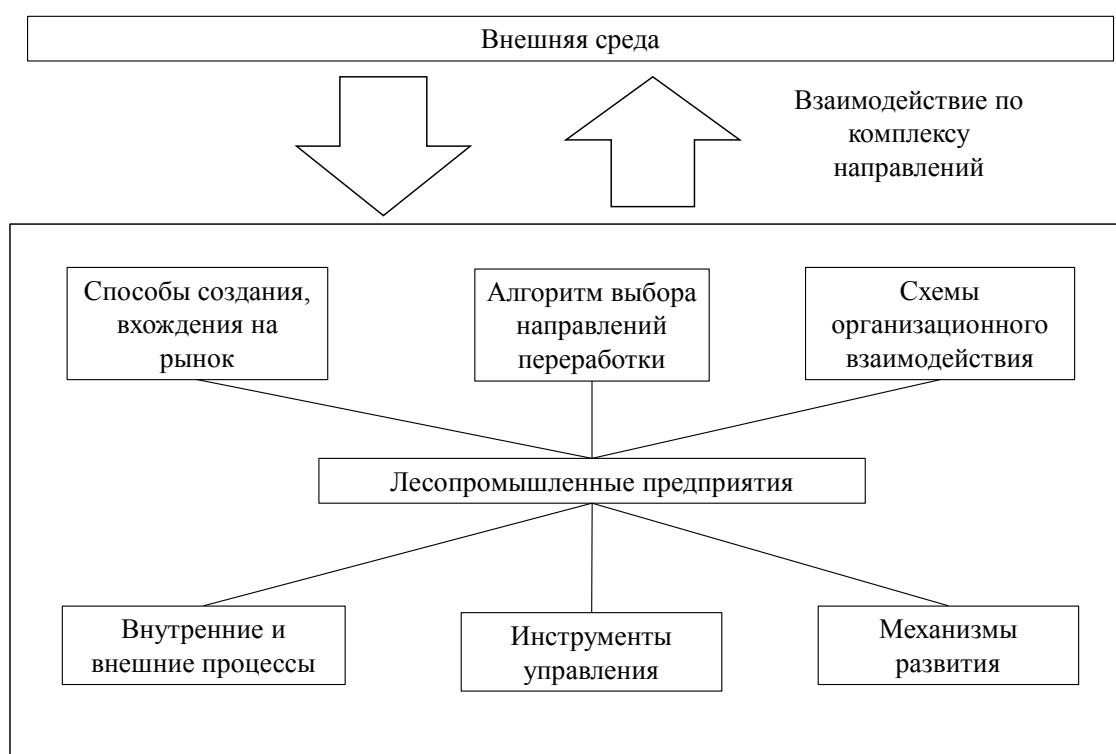 Внешняя среда
Взаимодействие по
комплексу
направлений
Способы создания,
вхождения на
рынок
Алгоритм выбора
направлений
переработки
Схемы
организационного
взаимодействия
Лесопромышленные предприятия
Внутренние и
внешние процессы
Инструменты
управления
Механизмы
развития